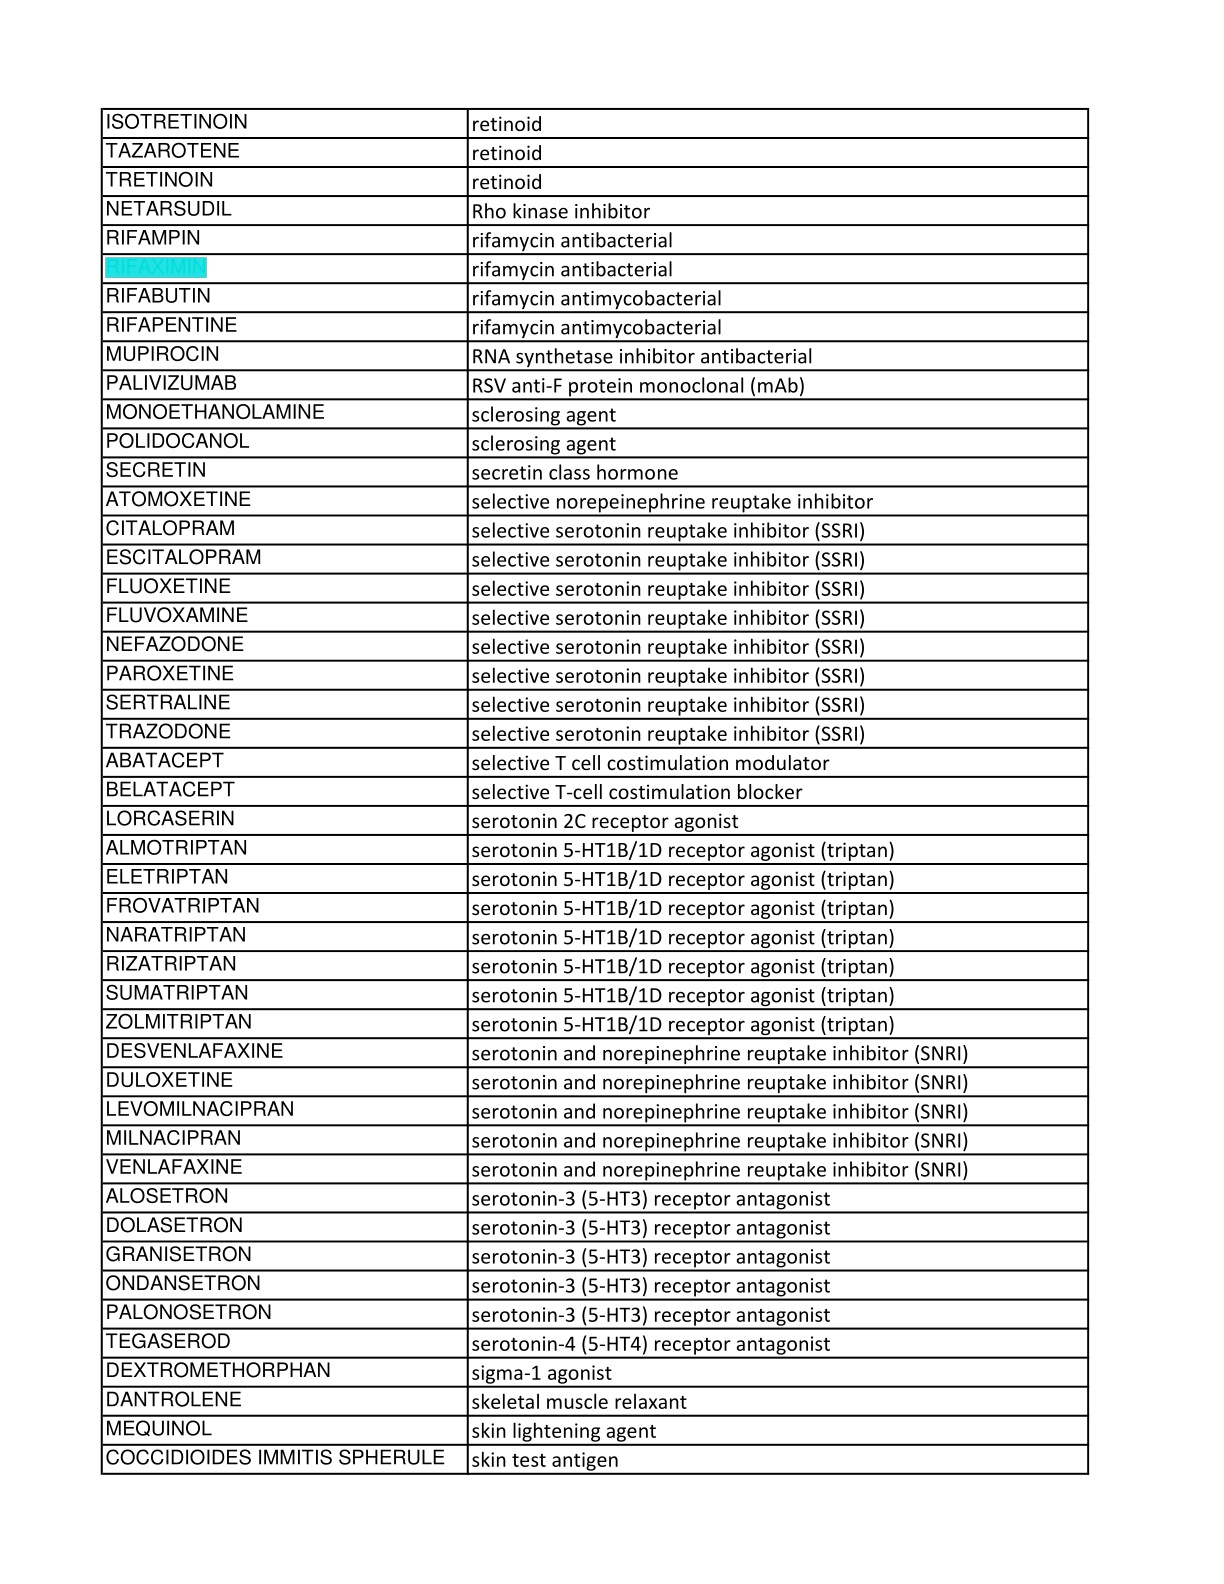 ISOTRETINOIN retinoid
TAZAROTENE retinoid
TRETINOIN retinoid
NETARSUDIL Rho kinase inhibitor
RIFAMPIN rifamycin antibacterial
RIFAXIMIN rifamycin antibacterial
RIFABUTIN rifamycin antimycobacterial
RIFAPENTINE rifamycin antimycobacterial
MUPIROCIN RNA synthetase inhibitor antibacterial
PALIVIZUMAB RSV anti-F protein monoclonal (mAb)
MONOETHANOLAMINE sclerosing agent
POLIDOCANOL sclerosing agent
SECRETIN secretin class hormone
ATOMOXETINE selective norepeinephrine reuptake inhibitor
CITALOPRAM selective serotonin reuptake inhibitor (SSRI)
ESCITALOPRAM selective serotonin reuptake inhibitor (SSRI)
FLUOXETINE selective serotonin reuptake inhibitor (SSRI)
FLUVOXAMINE selective serotonin reuptake inhibitor (SSRI)
NEFAZODONE selective serotonin reuptake inhibitor (SSRI)
PAROXETINE selective serotonin reuptake inhibitor (SSRI)
SERTRALINE selective serotonin reuptake inhibitor (SSRI)
TRAZODONE selective serotonin reuptake inhibitor (SSRI)
ABATACEPT selective T cell costimulation modulator
BELATACEPT selective T-cell costimulation blocker
LORCASERIN serotonin 2C receptor agonist
ALMOTRIPTAN serotonin 5-HT1B/1D receptor agonist (triptan)
ELETRIPTAN serotonin 5-HT1B/1D receptor agonist (triptan)
FROVATRIPTAN serotonin 5-HT1B/1D receptor agonist (triptan)
NARATRIPTAN serotonin 5-HT1B/1D receptor agonist (triptan)
RIZATRIPTAN serotonin 5-HT1B/1D receptor agonist (triptan)
SUMATRIPTAN serotonin 5-HT1B/1D receptor agonist (triptan)
ZOLMITRIPTAN serotonin 5-HT1B/1D receptor agonist (triptan)
DESVENLAFAXINE serotonin and norepinephrine reuptake inhibitor (SNRI)
DULOXETINE serotonin and norepinephrine reuptake inhibitor (SNRI)
LEVOMILNACIPRAN serotonin and norepinephrine reuptake inhibitor (SNRI)
MILNACIPRAN serotonin and norepinephrine reuptake inhibitor (SNRI)
VENLAFAXINE serotonin and norepinephrine reuptake inhibitor (SNRI)
ALOSETRON serotonin-3 (5-HT3) receptor antagonist
DOLASETRON serotonin-3 (5-HT3) receptor antagonist
GRANISETRON serotonin-3 (5-HT3) receptor antagonist
ONDANSETRON serotonin-3 (5-HT3) receptor antagonist
PALONOSETRON serotonin-3 (5-HT3) receptor antagonist
TEGASEROD serotonin-4 (5-HT4) receptor antagonist
DEXTROMETHORPHAN sigma-1 agonist
DANTROLENE skeletal muscle relaxant
MEQUINOL skin lightening agent
COCCIDIOIDES IMMITIS SPHERULE skin test antigen